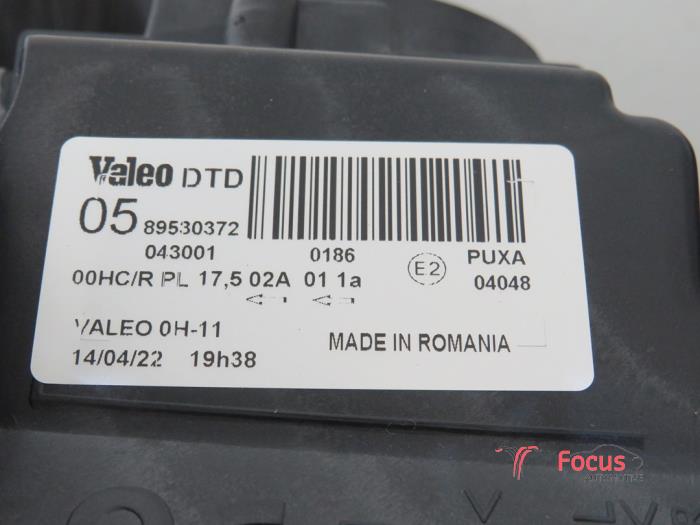 Valeo DTD
05 89530372
043001 0186 PUXA
00HC/R PL 17,5 02A 01 1a E2 04048
VALEO 0H-11
14/04/22 19h38 MADE IN ROMANIA
Focus
AUTOMOTIVE